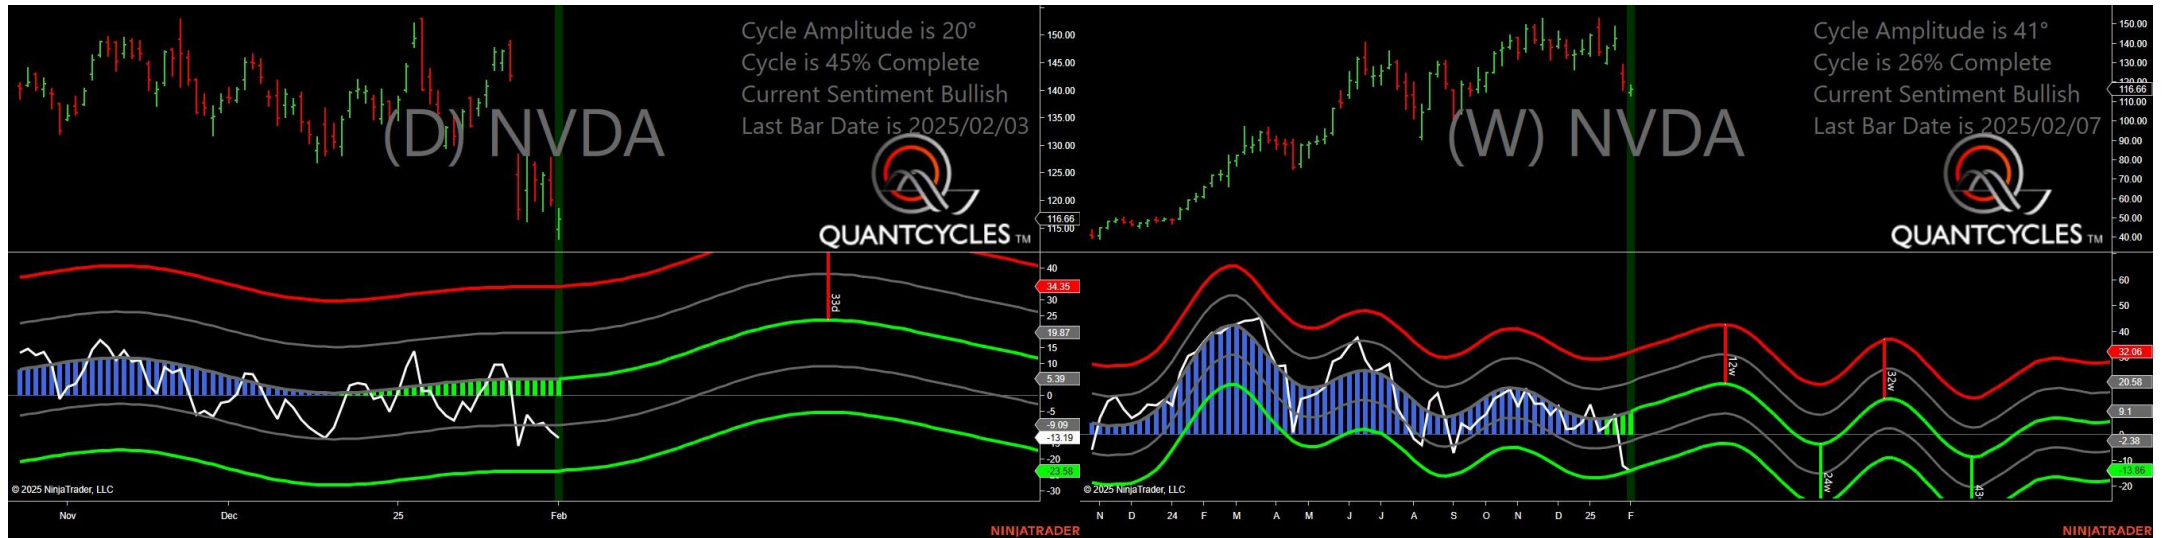 Cycle Amplitude is 20°
Cycle is 45% Complete
Current Sentiment Bullish
Last Bar Date is 2025/02/03
(D) NVDA
QUANTCYCLES TM
150.00
145.00
140.00
135.00
130.00
125.00
120.00
116.66
115.00
40
34.35
30
25
19.87
15
10
5.39
0
-5
-9.09
-13.19
-20
-23.58
-30
33d
© 2025 NinjaTrader, LLC
Nov Dec 25 Feb
NINJATRADER
Cycle Amplitude is 41°
Cycle is 26% Complete
Current Sentiment Bullish
Last Bar Date is 2025/02/07
(W) NVDA
QUANTCYCLES TM
150.00
140.00
130.00
120.00
116.66
110.00
100.00
90.00
80.00
70.00
60.00
50.00
40.00
60
50
40
32.06
20.58
9.1
-2.38
-10
-13.86
-20
12w
32w
24w
43
© 2025 NinjaTrader, LLC
N D 24 F M A M J J A S O N D 25 F
NINJATRADER